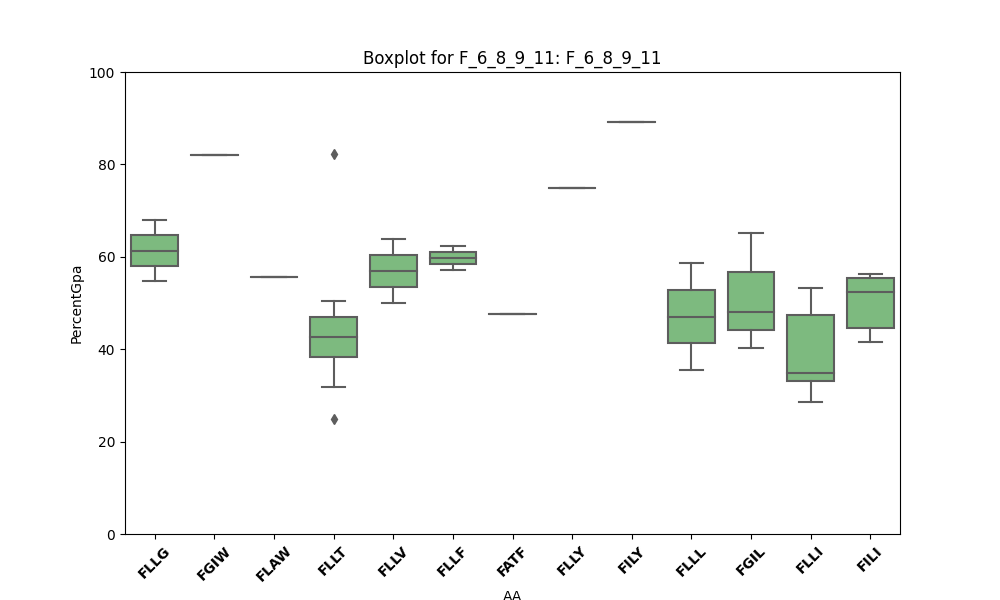 Boxplot for F_6_8_9_11: F_6_8_9_11
100
80
60
40
20
0
PercentGpa
FLLG
FGIW
FLAW
FLLT
FLLV
FLLF
FATF
FLLY
FILY
FLLL
FGIL
FLLI
FILI
AA